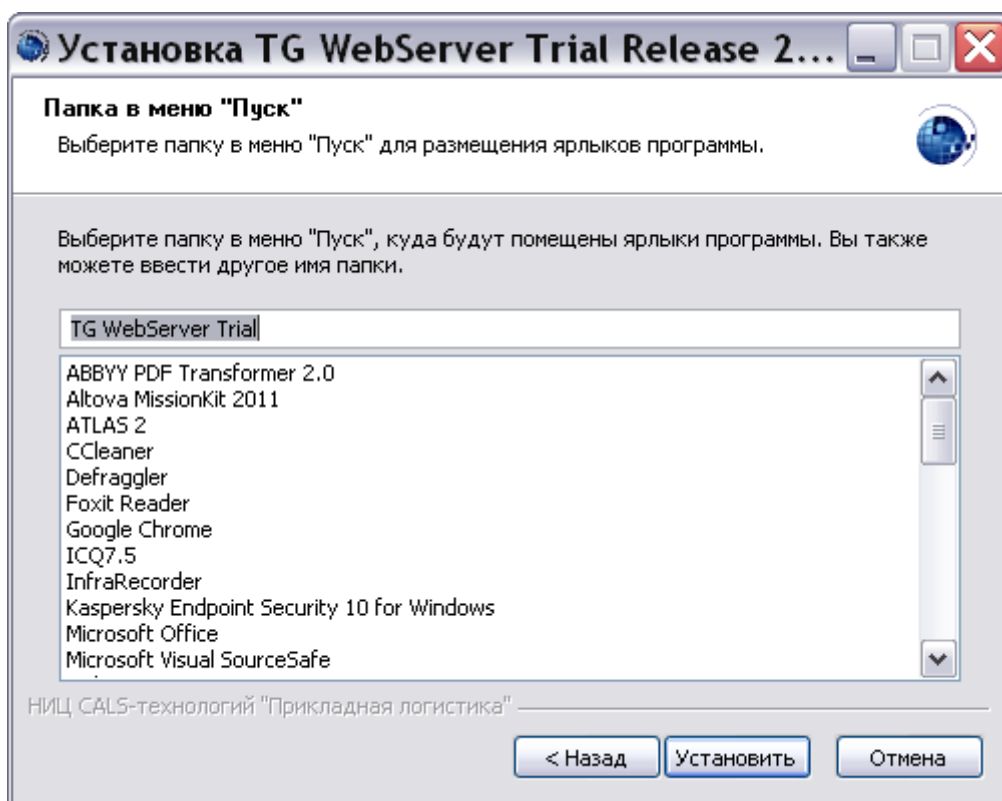 Установка TG WebServer Trial Release 2...
Папка в меню "Пуск"
Выберите папку в меню "Пуск" для размещения ярлыков программы.
Выберите папку в меню "Пуск", куда будут помещены ярлыки программы. Вы также
можете ввести другое имя папки.
TG WebServer Trial
ABBYY PDF Transformer 2.0
Altova MissionKit 2011
ATLAS 2
CCleaner
Defraggler
Foxit Reader
Google Chrome
ICQ7.5
InfraRecorder
Kaspersky Endpoint Security 10 for Windows
Microsoft Office
Microsoft Visual SourceSafe
НИЦ CALS-технологий "Прикладная логистика"
< Назад Установить Отмена